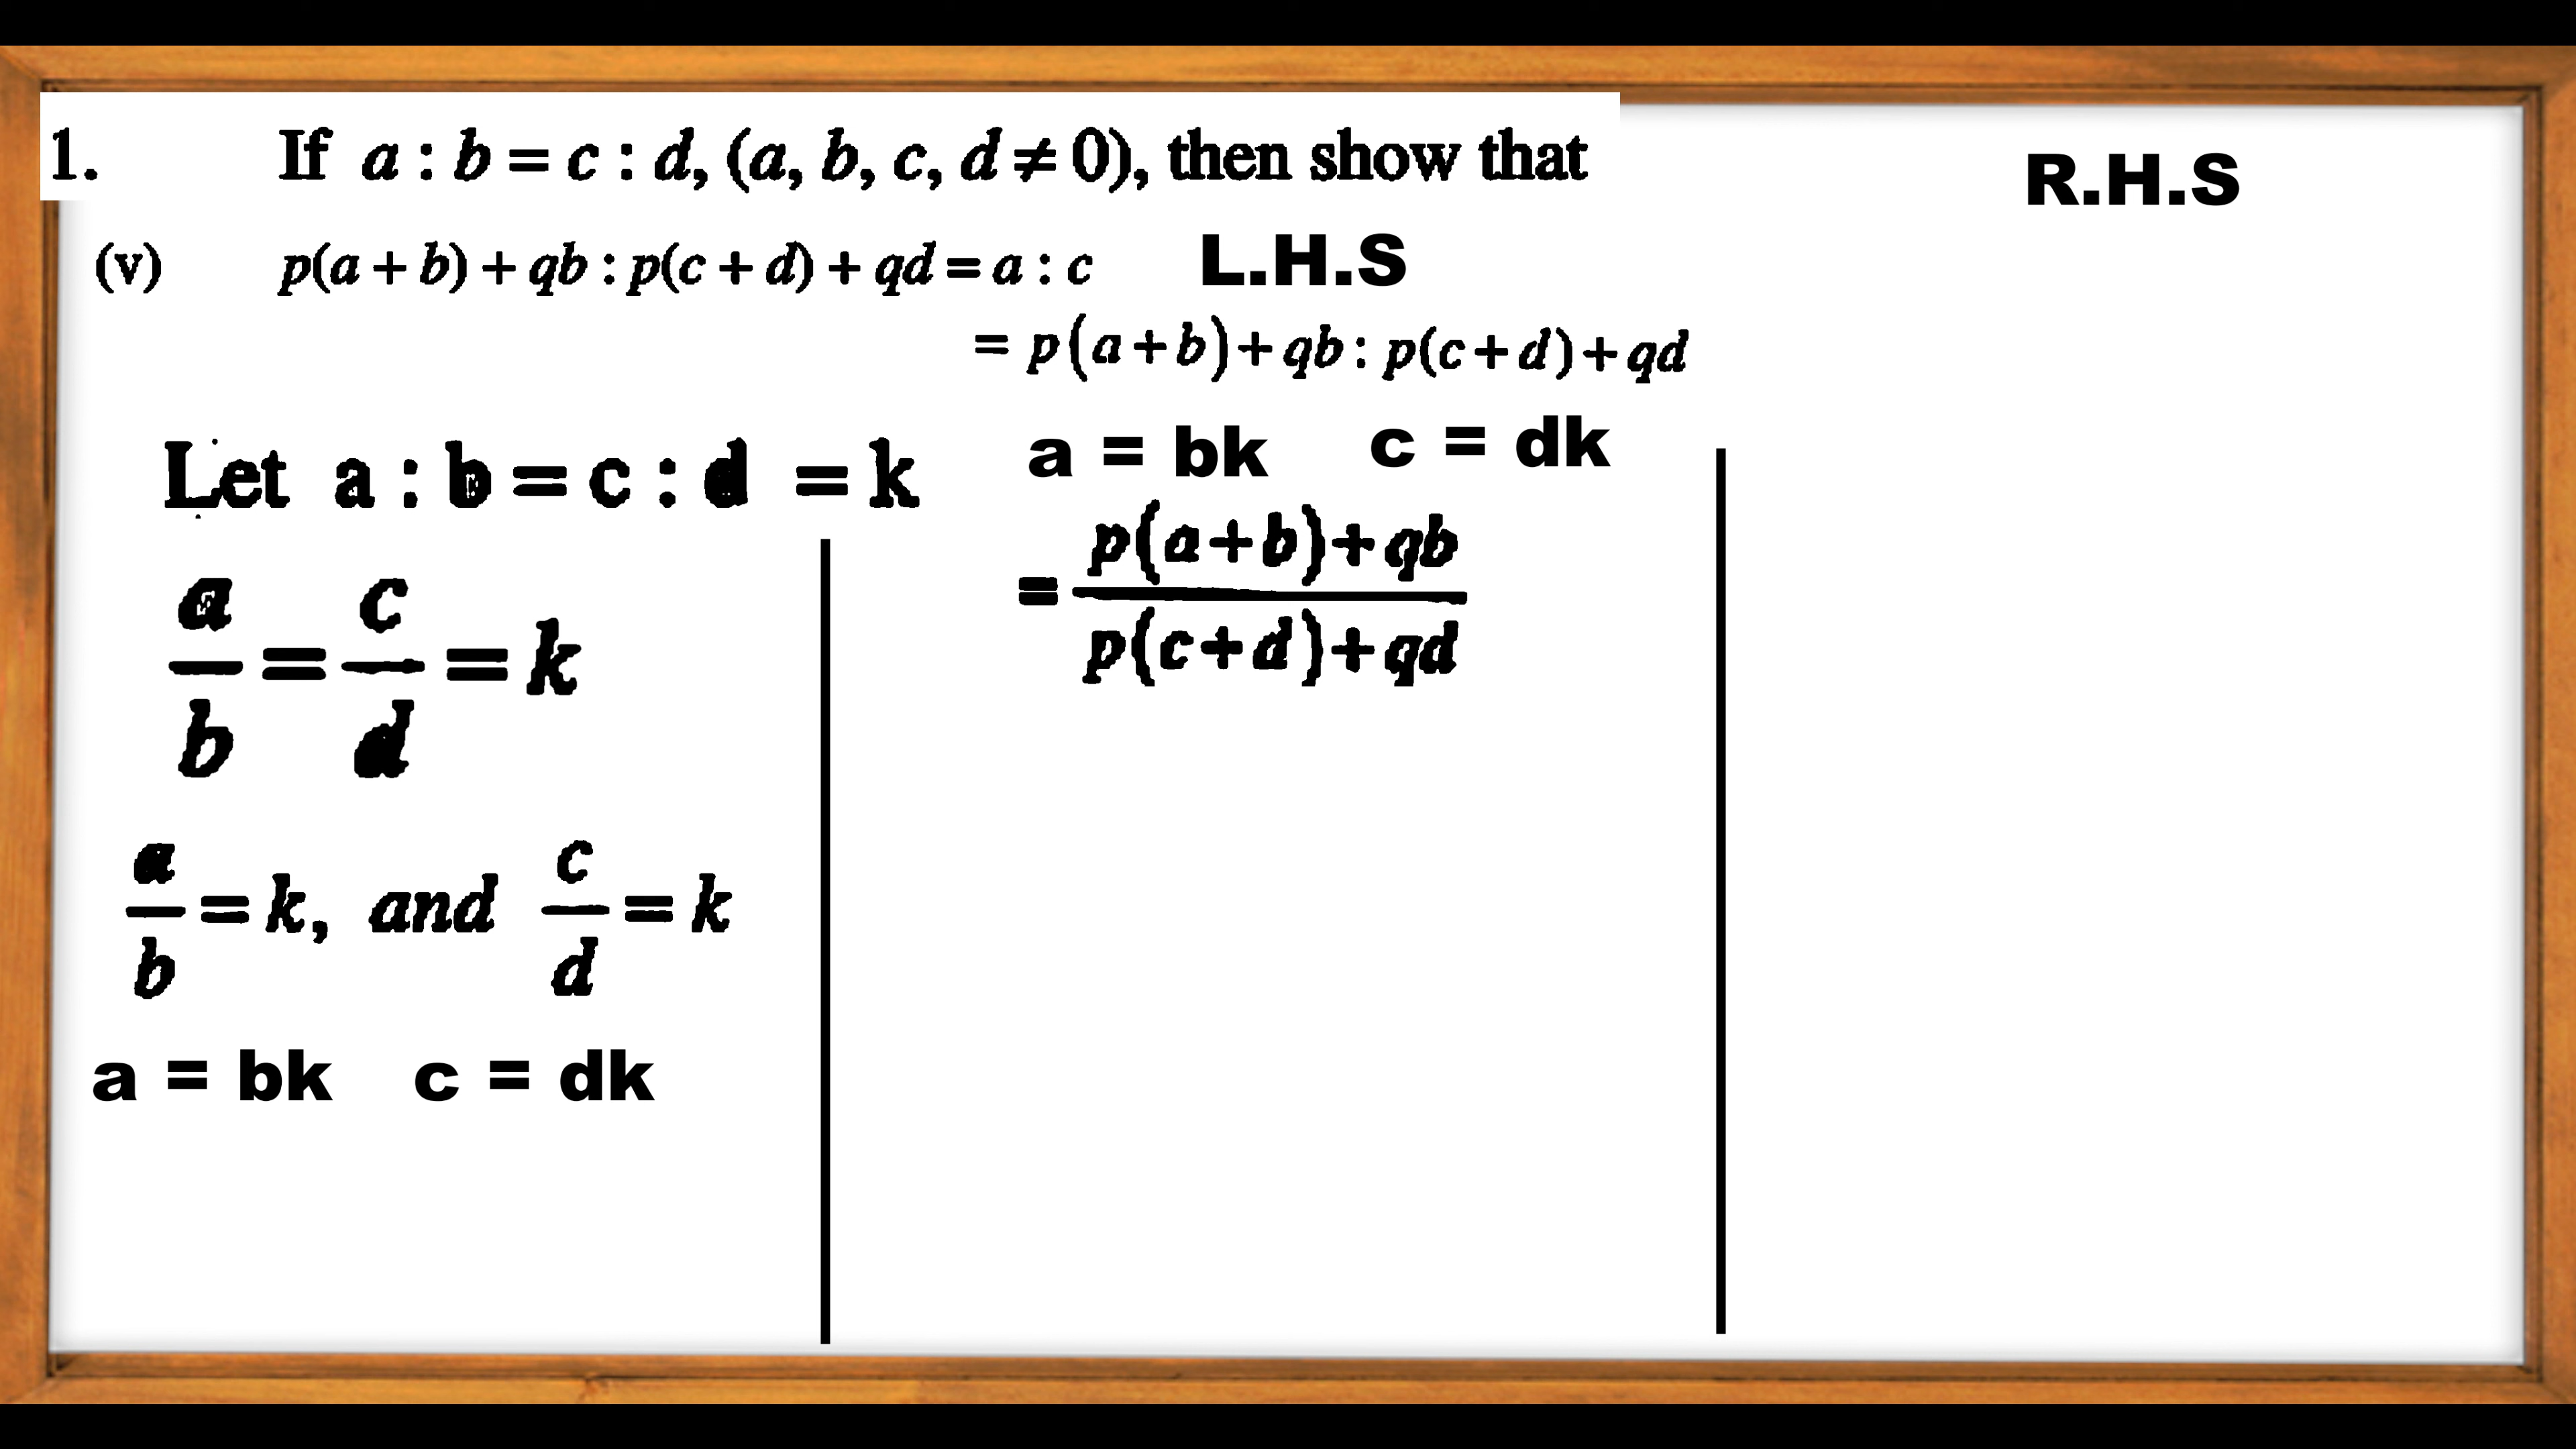 1. If a : b = c : d, (a, b, c, d ≠ 0), then show that
(v) p(a + b) + qb : p(c + d) + qd = a : c
Let a : b = c : d = k
a/b = c/d = k
a/b = k, and c/d = k
a = bk c = dk
L.H.S
= p(a+b)+qb : p(c+d)+qd
a = bk c = dk
= p(a+b)+qb / p(c+d)+qd
R.H.S